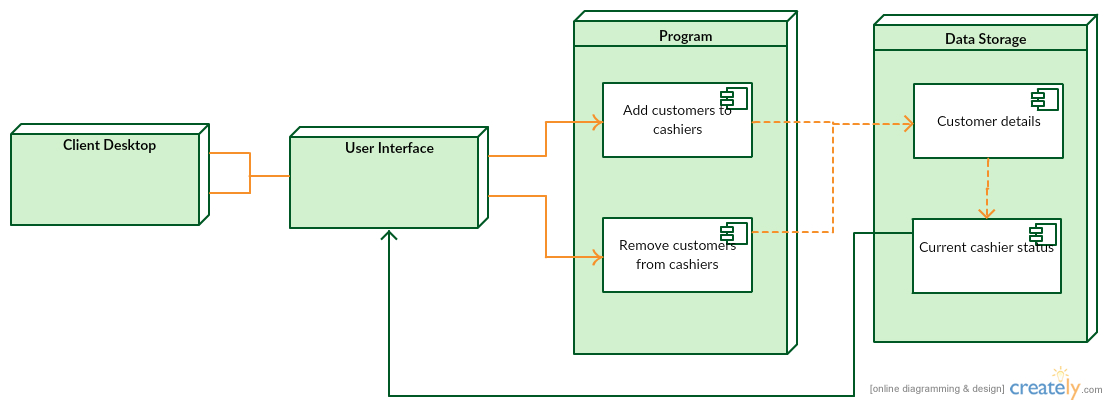 Client Desktop
User Interface
Program
Add customers to
cashiers
Remove customers
from cashiers
Data Storage
Customer details
Current cashier status
[online diagramming & design] creately.com